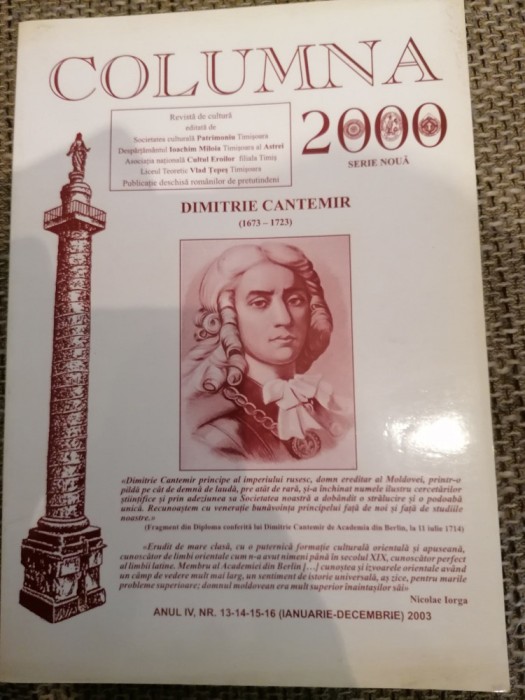 COLUMNA
2000
SERIE NOUĂ
Revistă de cultură
editată de
Societatea culturală Patrimoniu Timișoara
Despărțământul Ioachim Miloia Timișoara al Astrei
Asociația națională Cultul Eroilor filiala Timiș
Liceul Teoretic Vlad Țepeș Timișoara
Publicație deschisă românilor de pretutindeni
DIMITRIE CANTEMIR
(1673 – 1723)
«Dimitrie Cantemir principe al imperiului rusesc, domn ereditar al Moldovei, printr-o
pildă pe cât de demnă de laudă, pre atât de rară, și-a închinat numele ilustru cercetărilor
științifice și prin adeziunea sa Societatea noastră a dobândit o strălucire și o podoabă
unică. Recunoaștem cu venerație bunăvoința principelui față de noi și față de studiile
noastre.»
(Fragment din Diploma conferită lui Dimitrie Cantemir de Academia din Berlin, la 11 iulie 1714)
«Erudit de mare clasă, cu o puternică formație culturală orientală și apuseană,
cunoscător de limbi orientale cum n-a avut nimeni până în secolul XIX, cunoscător perfect
al limbii latine. Membru al Academiei din Berlin [...] cunoștea și izvoarele orientale având
un câmp de vedere mult mai larg, un sentiment de istorie universală, aș zice, pentru marile
probleme superioare; domnul moldovean era mult superior înaintașilor săi»
Nicolae Iorga
ANUL IV, NR. 13-14-15-16 (IANUARIE-DECEMBRIE) 2003